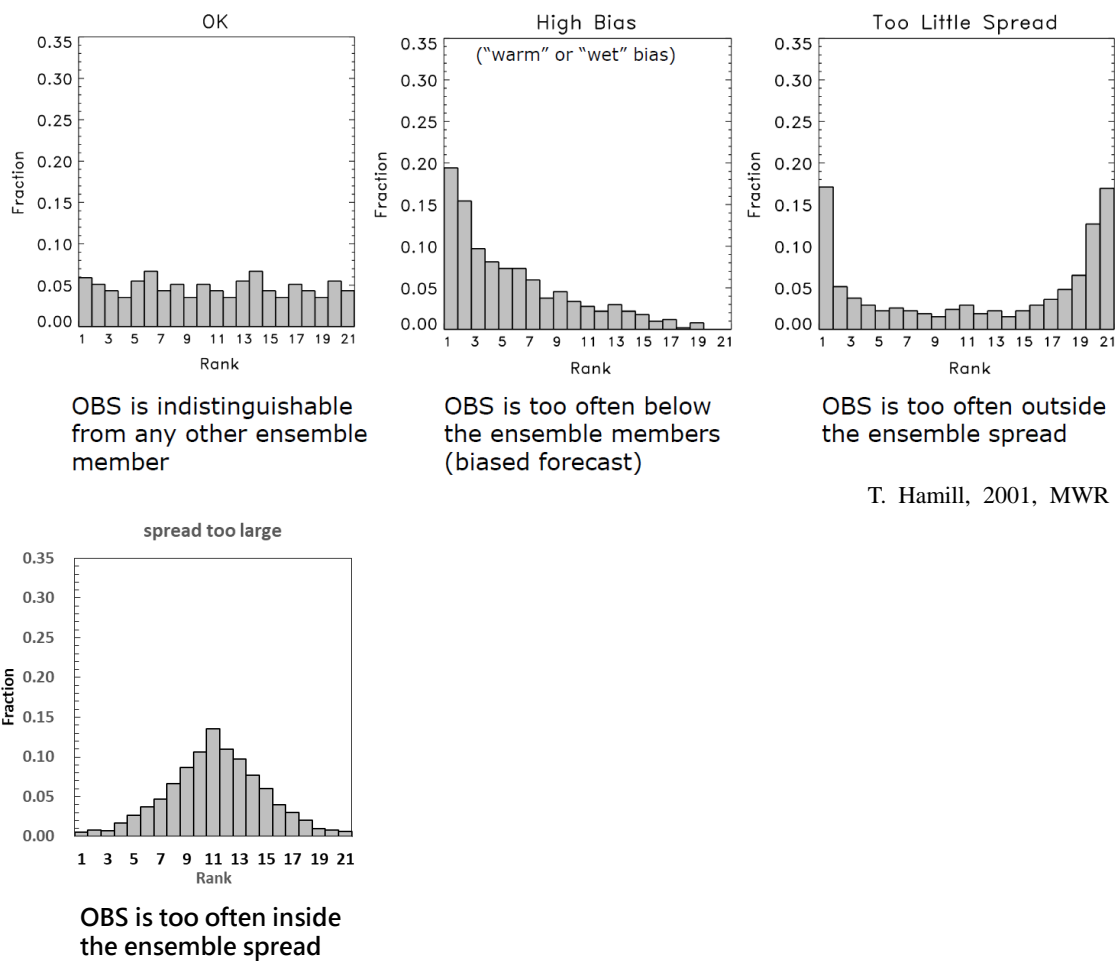 OK
0.35
0.30
0.25
0.20
0.15
0.10
0.05
0.00
Fraction
1 3 5 7 9 11 13 15 17 19 21
Rank
OBS is indistinguishable
from any other ensemble
member
High Bias
(“warm” or “wet” bias)
0.35
0.30
0.25
0.20
0.15
0.10
0.05
0.00
Fraction
1 3 5 7 9 11 13 15 17 19 21
Rank
OBS is too often below
the ensemble members
(biased forecast)
Too Little Spread
0.35
0.30
0.25
0.20
0.15
0.10
0.05
0.00
Fraction
1 3 5 7 9 11 13 15 17 19 21
Rank
OBS is too often outside
the ensemble spread
T. Hamill, 2001, MWR
spread too large
0.35
0.30
0.25
0.20
0.15
0.10
0.05
0.00
Fraction
1 3 5 7 9 11 13 15 17 19 21
Rank
OBS is too often inside
the ensemble spread